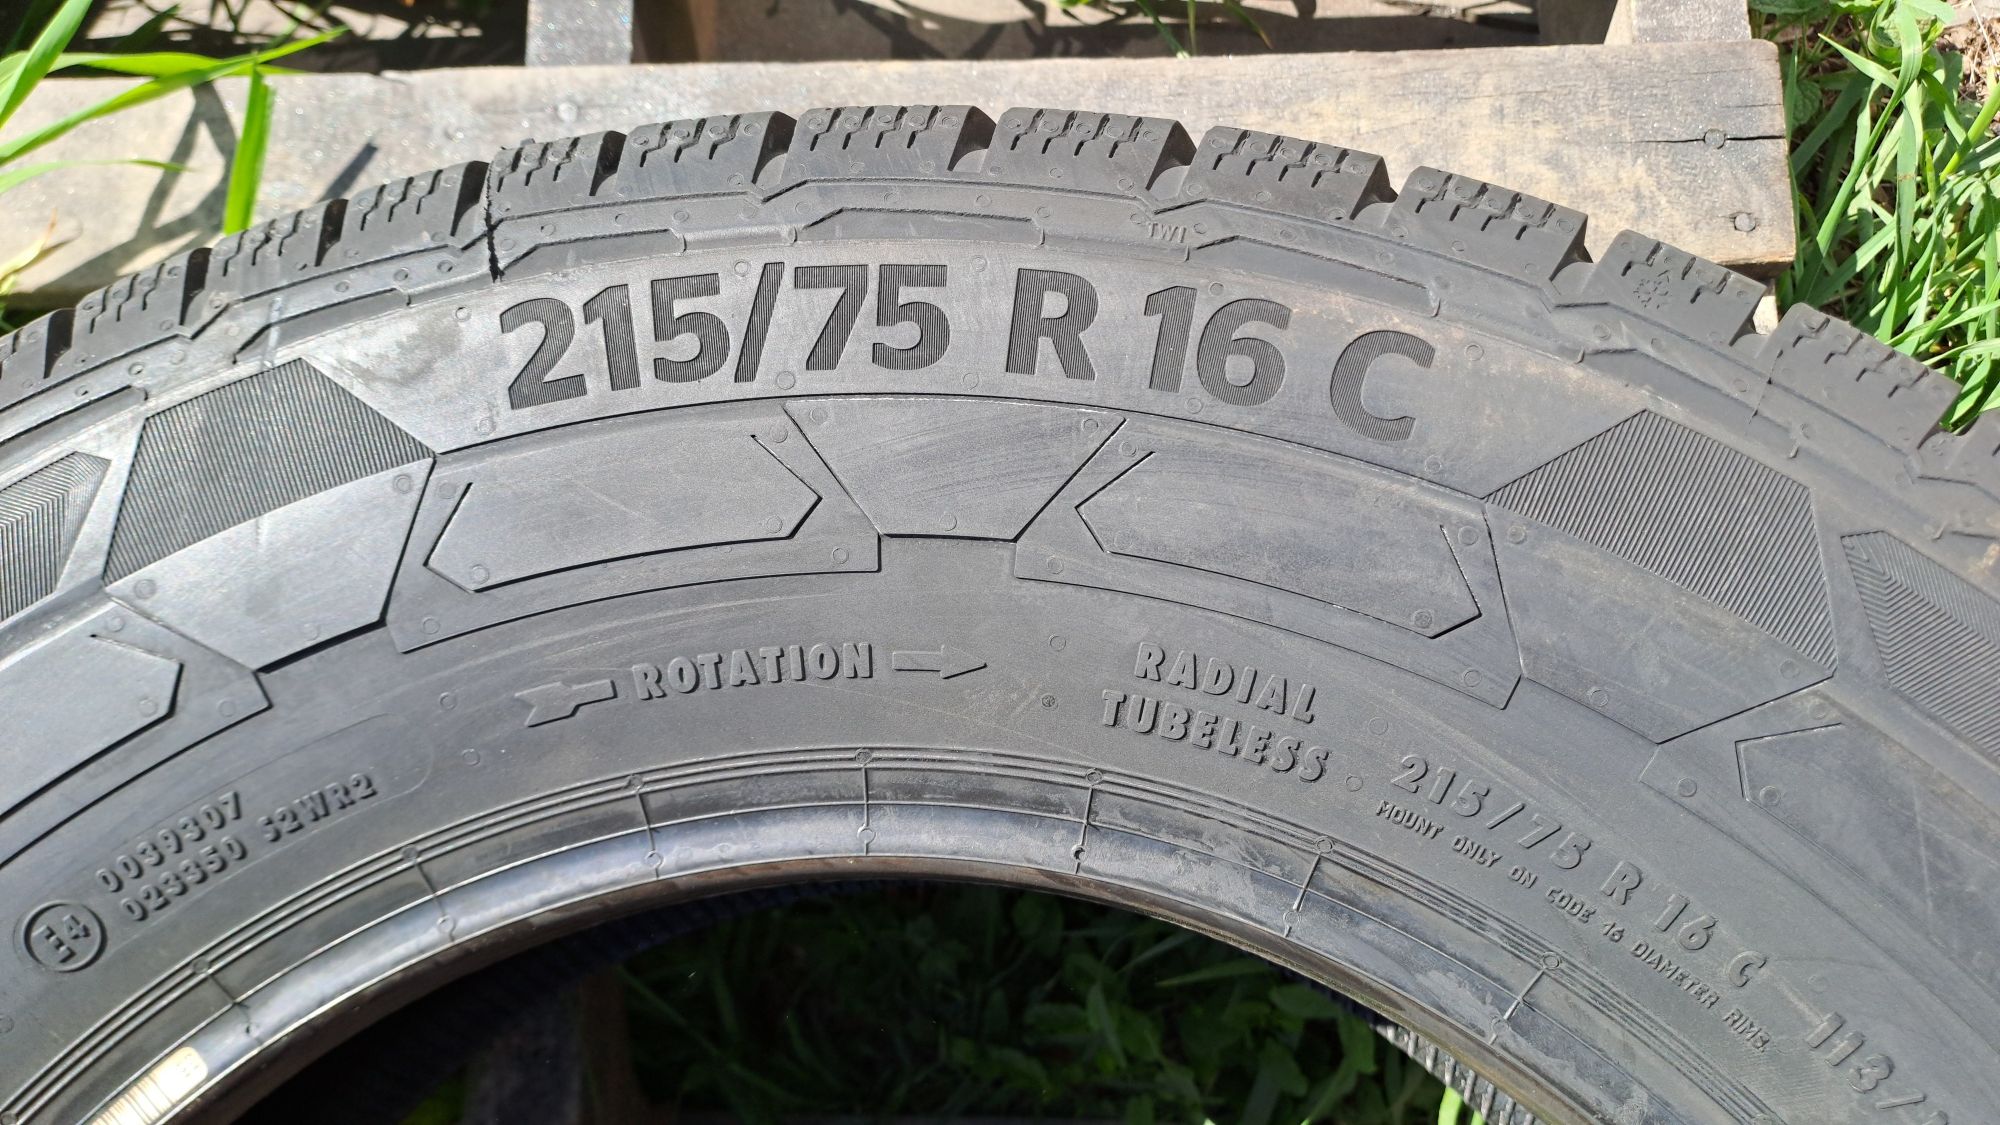 TWI
215/75 R 16 C
ROTATION
RADIAL
TUBELESS
215/75 R 16 C 113/
MOUNT ONLY ON CODE 16 DIAMETER RIMS
0039307
023350 S2WR2
E4